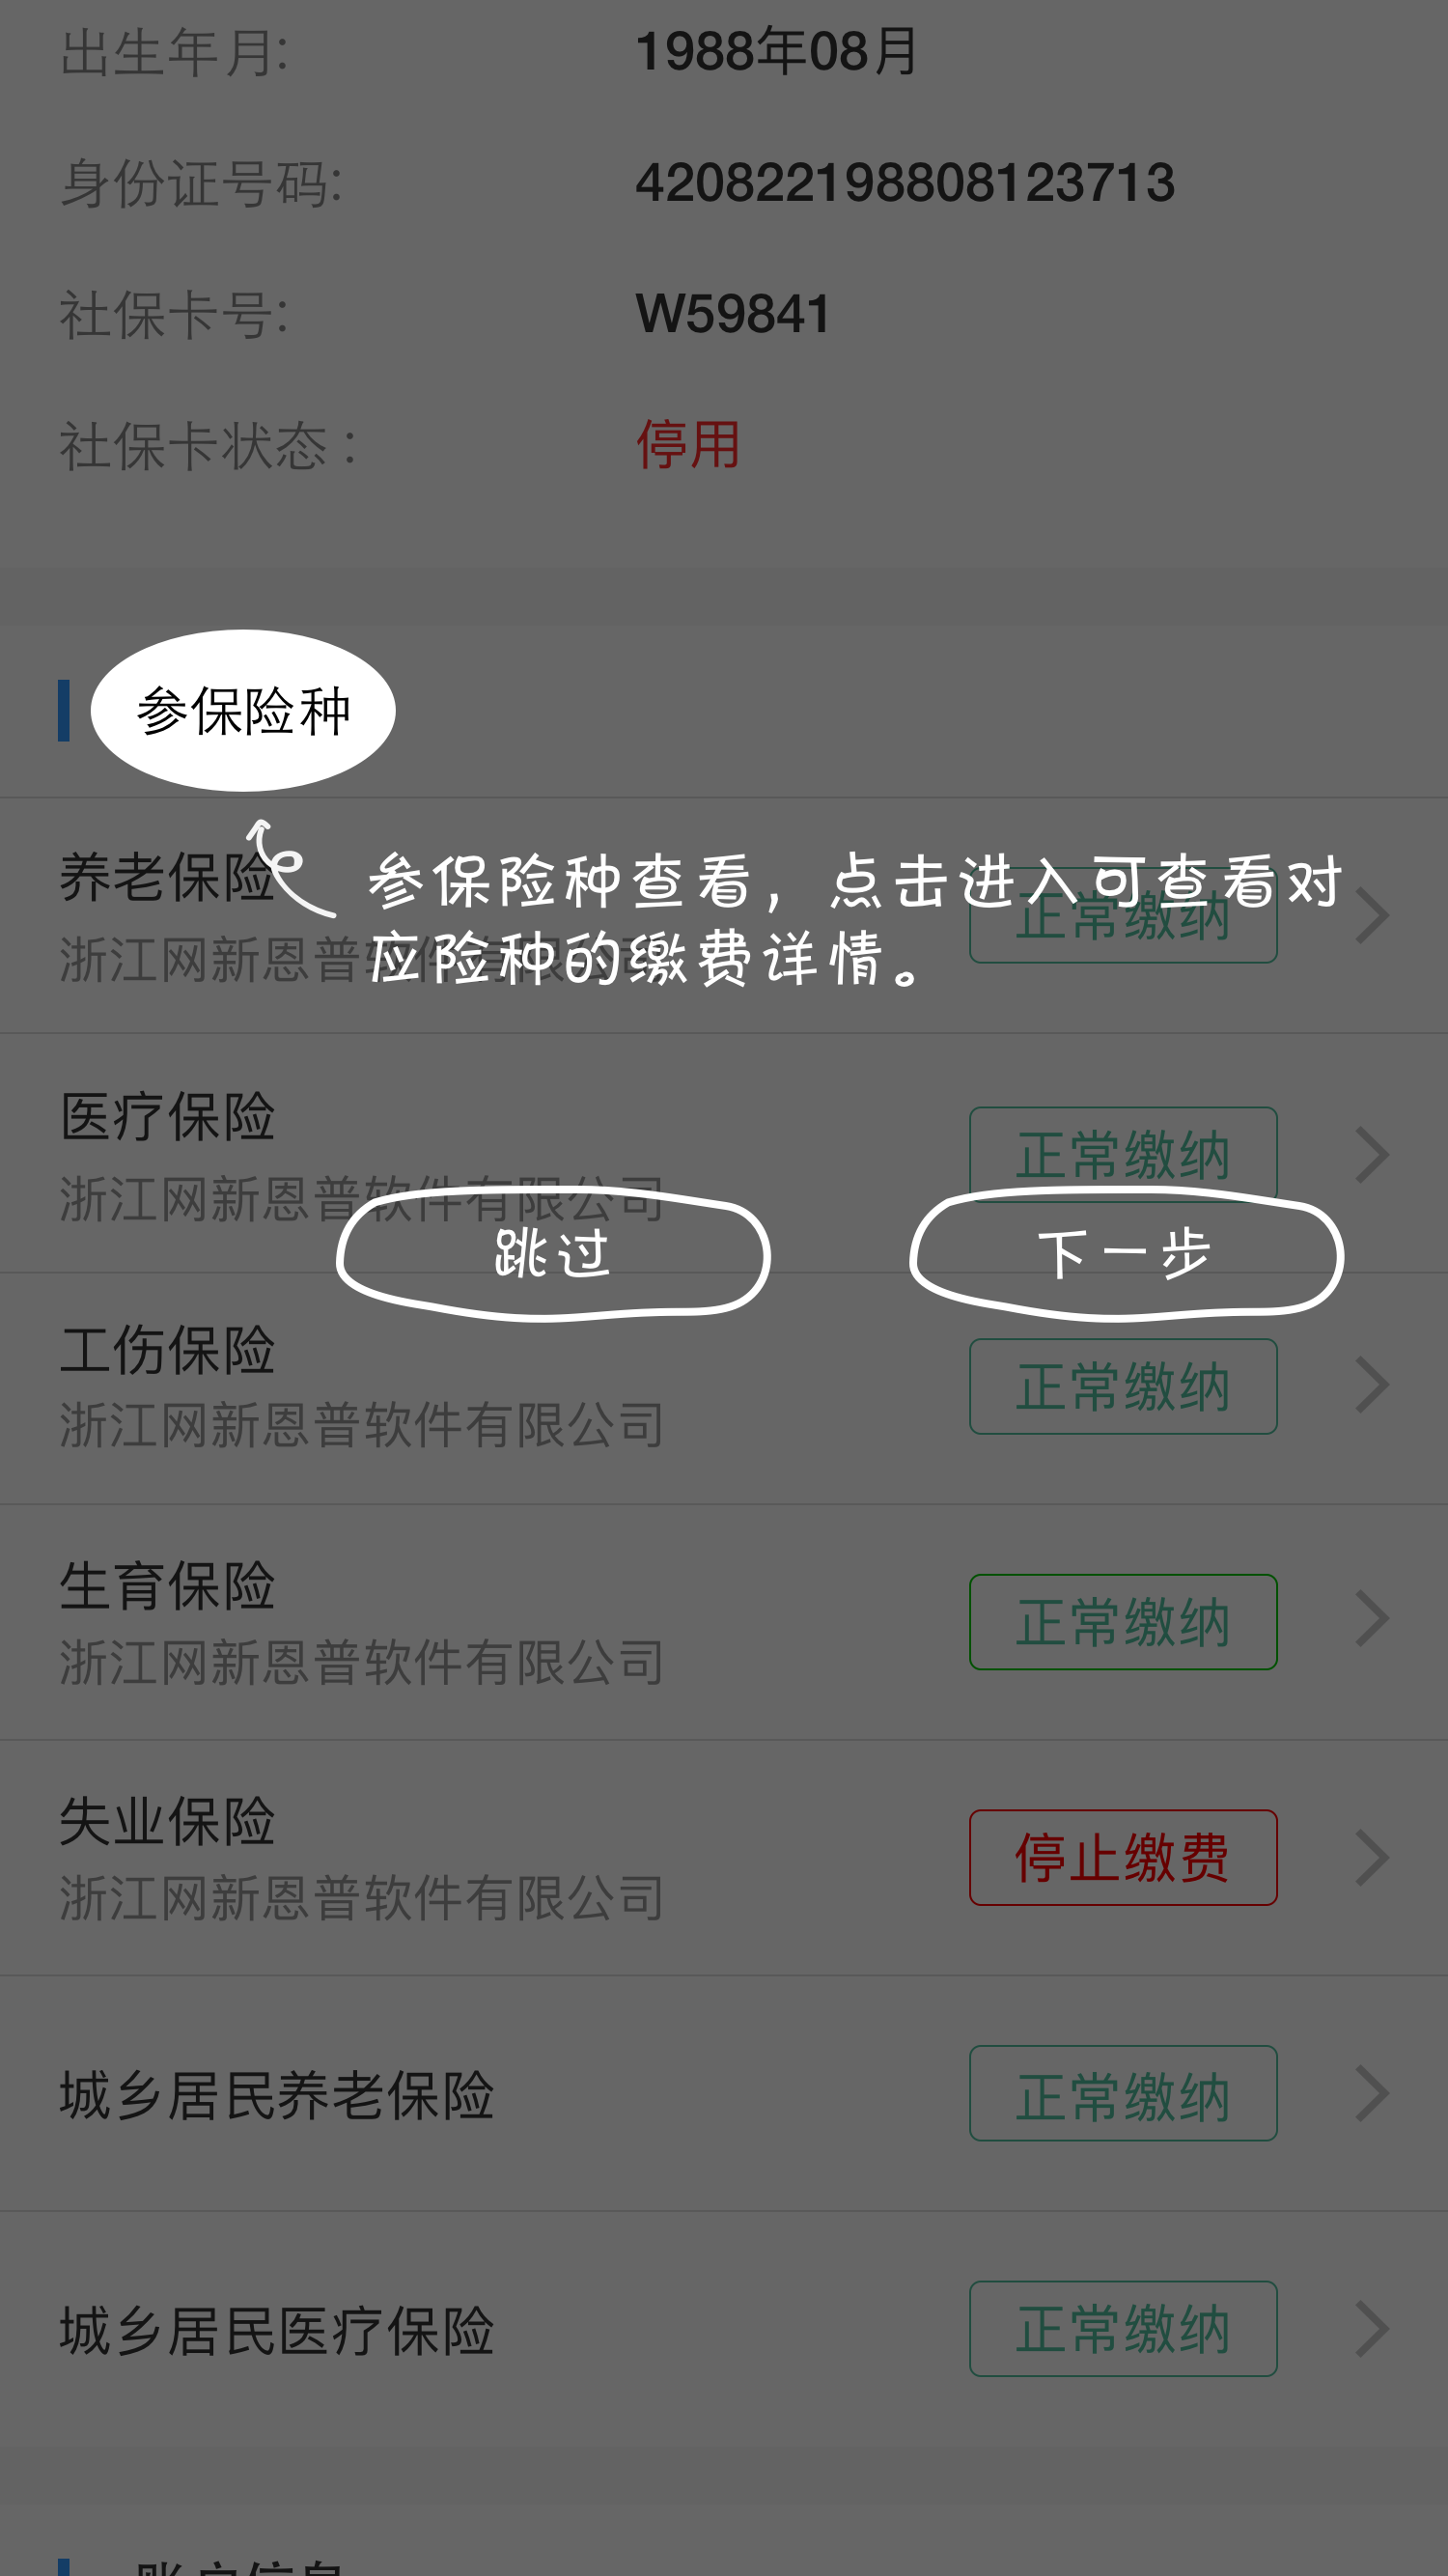 出生年月: 1988年08月
身份证号码: 420822198808123713
社保卡号: W59841
社保卡状态 : 停用
参保险种
养老保险
参保险种查看，点击进入可查看对
正常缴纳
浙江网新恩普软件有限公司
应险种的缴费详情。
医疗保险
正常缴纳
浙江网新恩普软件有限公司
跳过 下一步
工伤保险
正常缴纳
浙江网新恩普软件有限公司
生育保险
正常缴纳
浙江网新恩普软件有限公司
失业保险
停止缴费
浙江网新恩普软件有限公司
城乡居民养老保险 正常缴纳
城乡居民医疗保险 正常缴纳